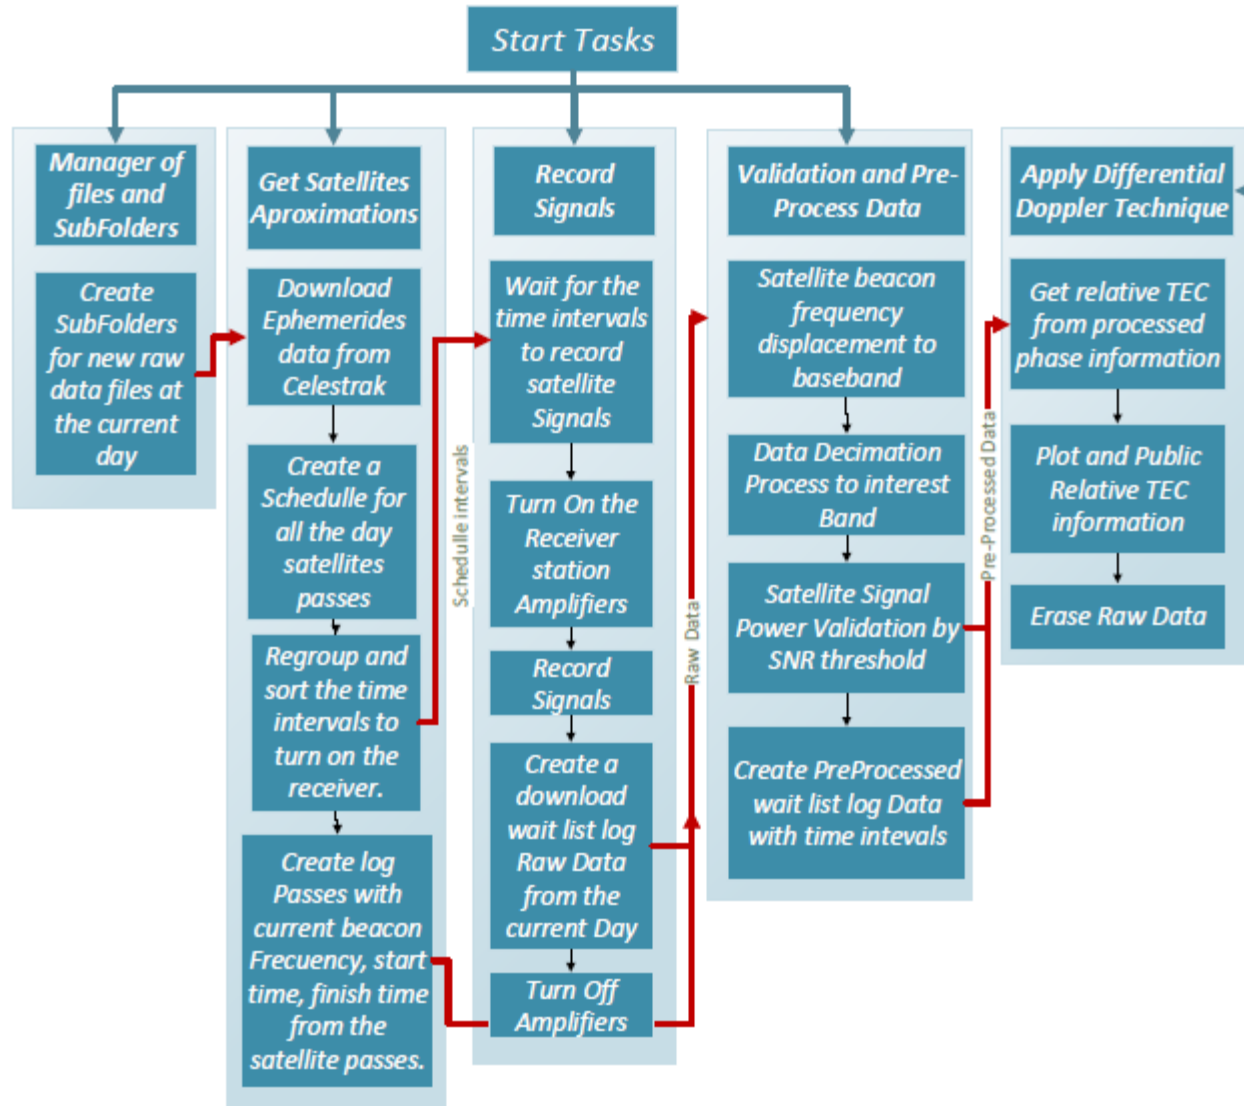 Start Tasks
Manager of
files and
SubFolders
Create
SubFolders
for new raw
data files at
the current
day
Get Satellites
Aproximations
Download
Ephemerides
data from
Celestrak
Create a
Schedulle for
all the day
satellites
passes
Regroup and
sort the time
intervals to
turn on the
receiver.
Create log
Passes with
current beacon
Frecuency, start
time, finish time
from the
satellite passes.
Schedulle intervals
Record
Signals
Wait for the
time intervals
to record
satellite
Signals
Turn On the
Receiver
station
Amplifiers
Record
Signals
Create a
download
wait list log
Raw Data
from the
current Day
Turn Off
Amplifiers
Raw Data
Validation and Pre-
Process Data
Satellite beacon
frequency
displacement to
baseband
Data Decimation
Process to interest
Band
Satellite Signal
Power Validation by
SNR threshold
Create PreProcessed
wait list log Data
with time intevals
Pre-Processed Data
Apply Differential
Doppler Technique
Get relative TEC
from processed
phase information
Plot and Public
Relative TEC
information
Erase Raw Data